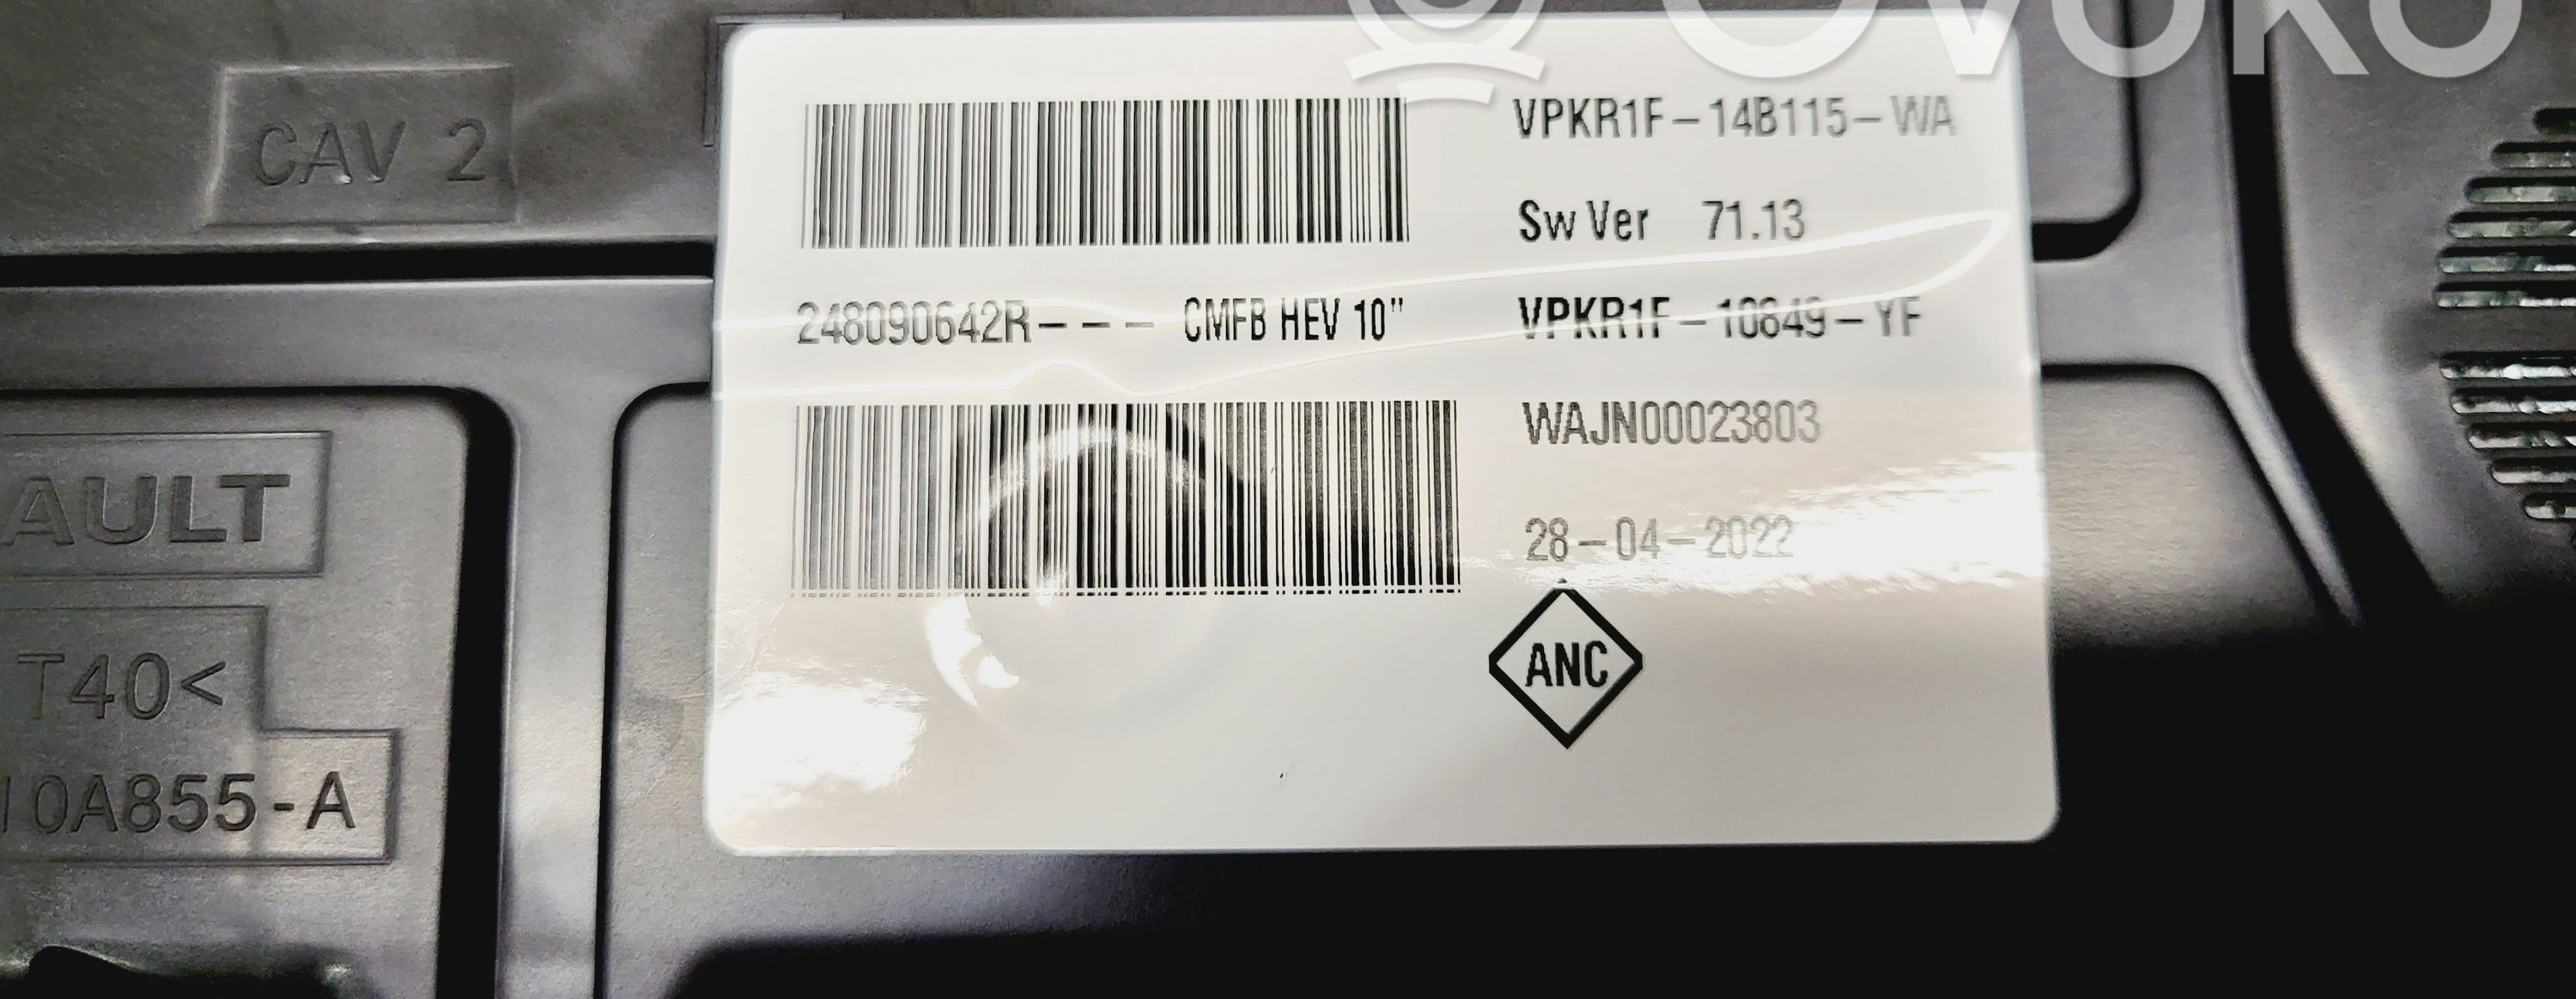 OVOKO
CAV 2
VPKR1F-14B115-WA
Sw Ver 71.13
248090642R--- CMFB HEV 10"
VPKR1F-10849-YF
WAJN00023803
28-04-2022
ANC
AULT
T40<
10A855-A